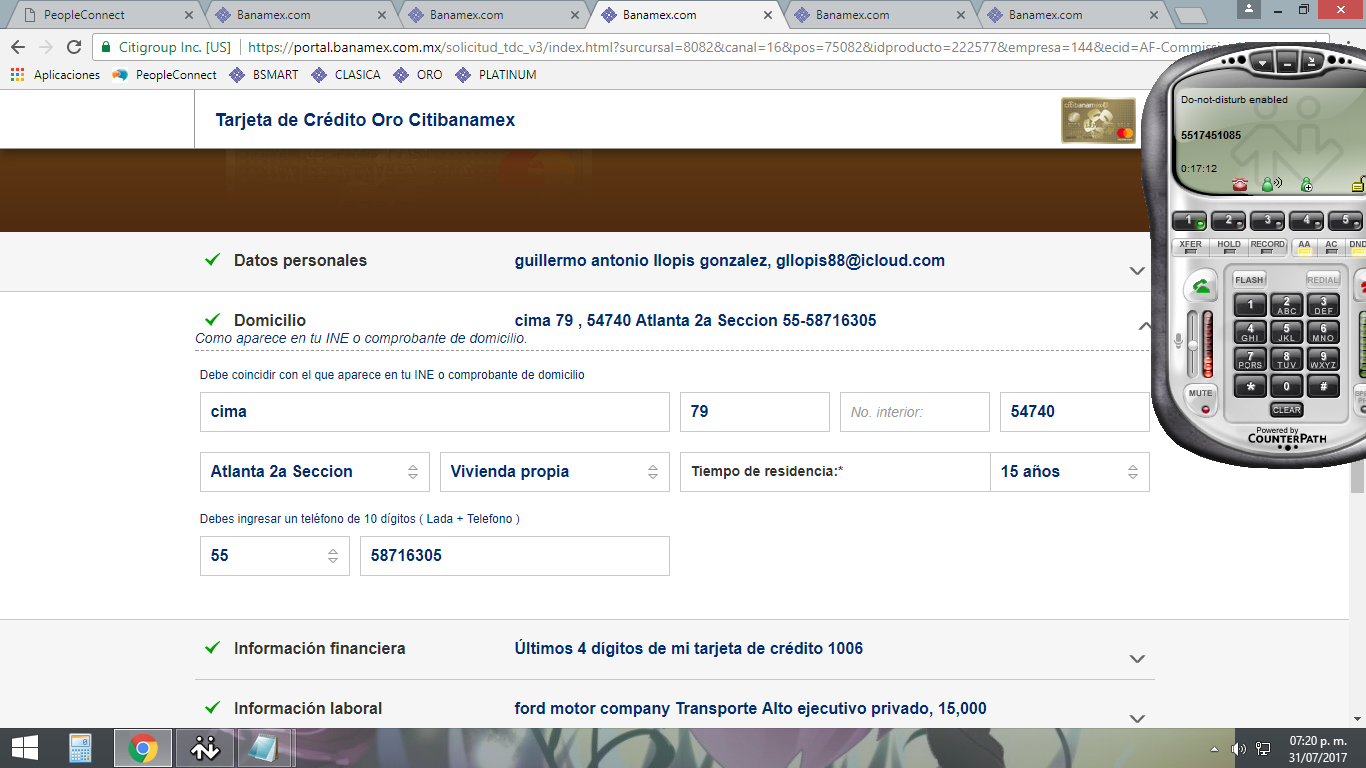 PeopleConnect
Banamex.com
Banamex.com
Banamex.com
Banamex.com
Banamex.com
Citigroup Inc. [US] https://portal.banamex.com.mx/solicitud_tdc_v3/index.html?sursursal=8082&canal=16&pos=75082&idproducto=222577&empresa=144&ecid=AF-Commissi
Aplicaciones PeopleConnect BSMART CLASICA ORO PLATINUM
Tarjeta de Crédito Oro Citibanamex
citibanamex
Datos personales guillermo antonio llopis gonzalez, gllopis88@icloud.com
Domicilio cima 79 , 54740 Atlanta 2a Seccion 55-58716305
Como aparece en tu INE o comprobante de domicilio.
Debe coincidir con el que aparece en tu INE o comprobante de domicilio
cima 79 No. interior: 54740
Atlanta 2a Seccion Vivienda propia Tiempo de residencia:* 15 años
Debes ingresar un teléfono de 10 dígitos ( Lada + Telefono )
55 58716305
Información financiera Últimos 4 dígitos de mi tarjeta de crédito 1006
Información laboral ford motor company Transporte Alto ejecutivo privado, 15,000
Do-not-disturb enabled
5517451085
0:17:12
1 2 3 4 5
XFER HOLD RECORD AA AC DND
FLASH REDIAL
1 2 ABC 3 DEF
4 GHI 5 JKL 6 MNO
7 PQRS 8 TUV 9 WXYZ
* 0 #
MUTE
CLEAR
Powered by
COUNTERPATH
07:20 p. m.
31/07/2017